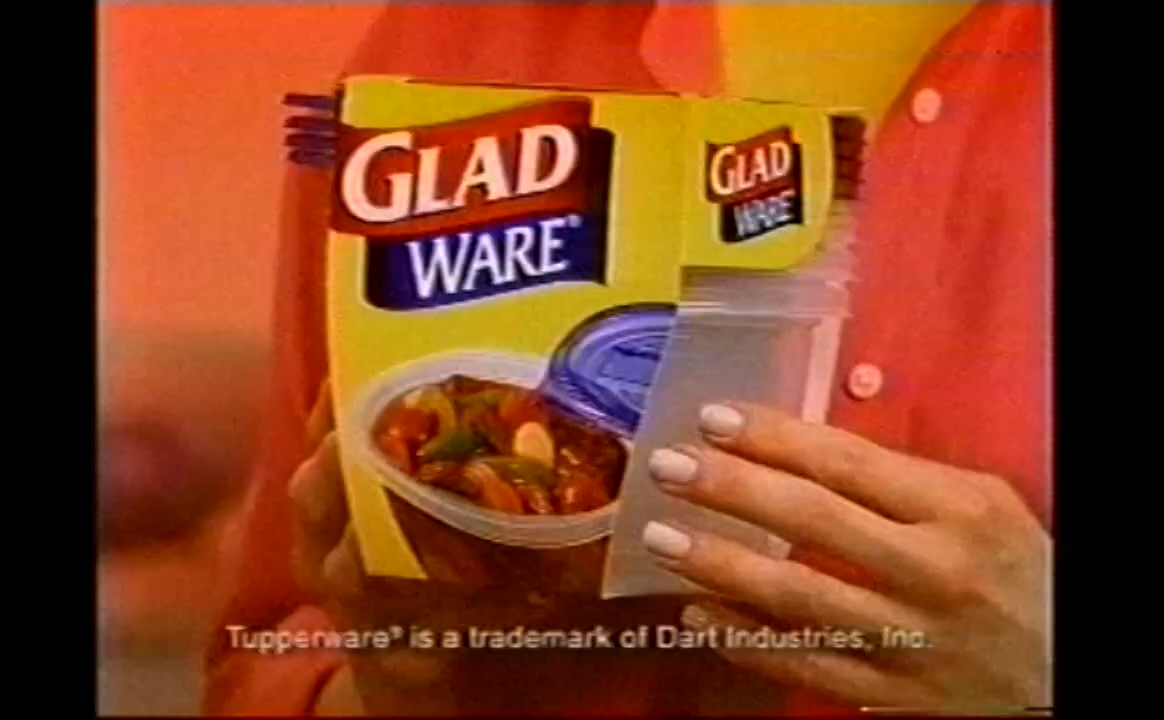 GLAD
WARE®
GLAD
WARE
Tupperware® is a trademark of Dart Industries, Inc.